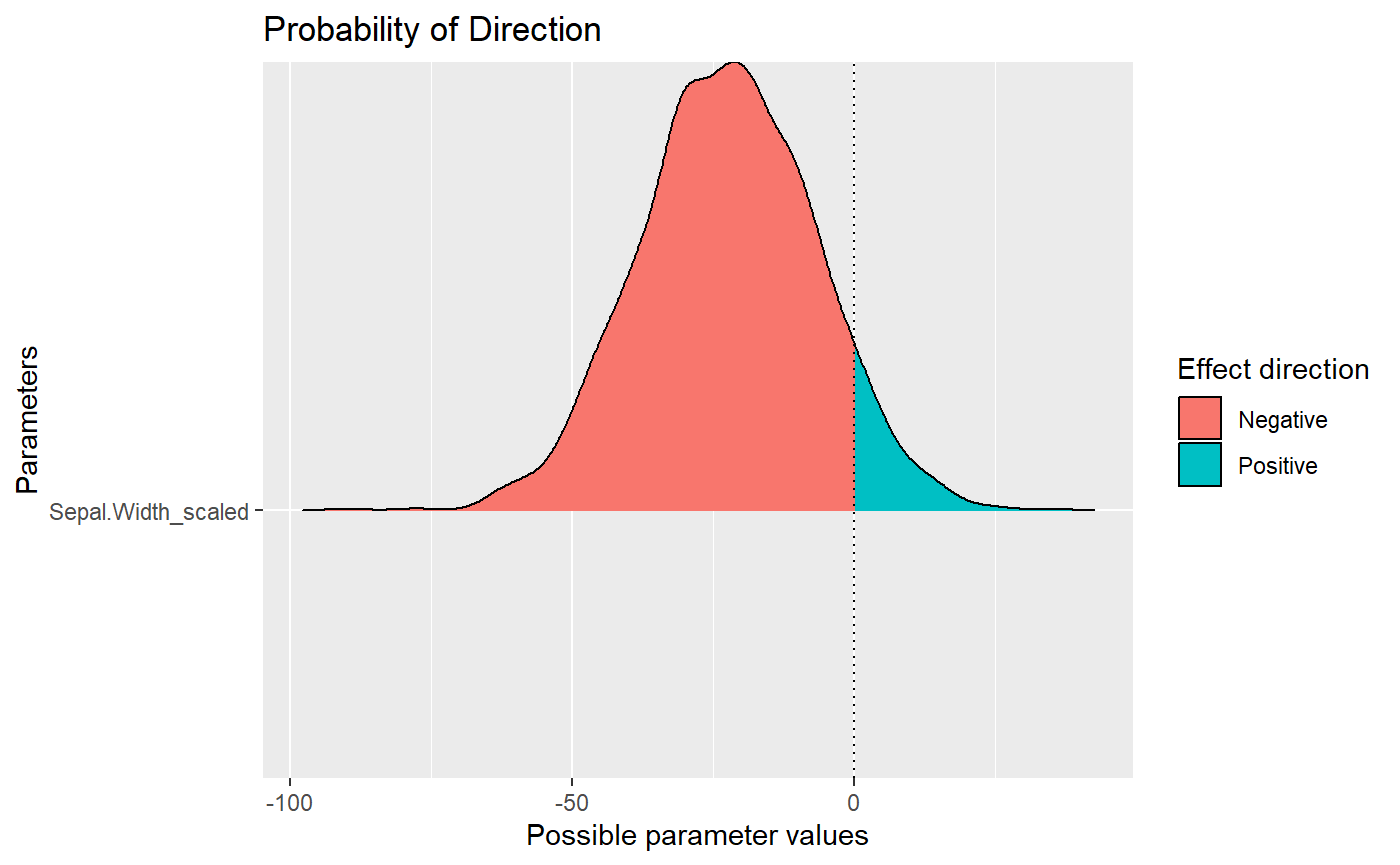 Probability of Direction
Parameters
Sepal.Width_scaled
-100
-50
0
Possible parameter values
Effect direction
Negative
Positive